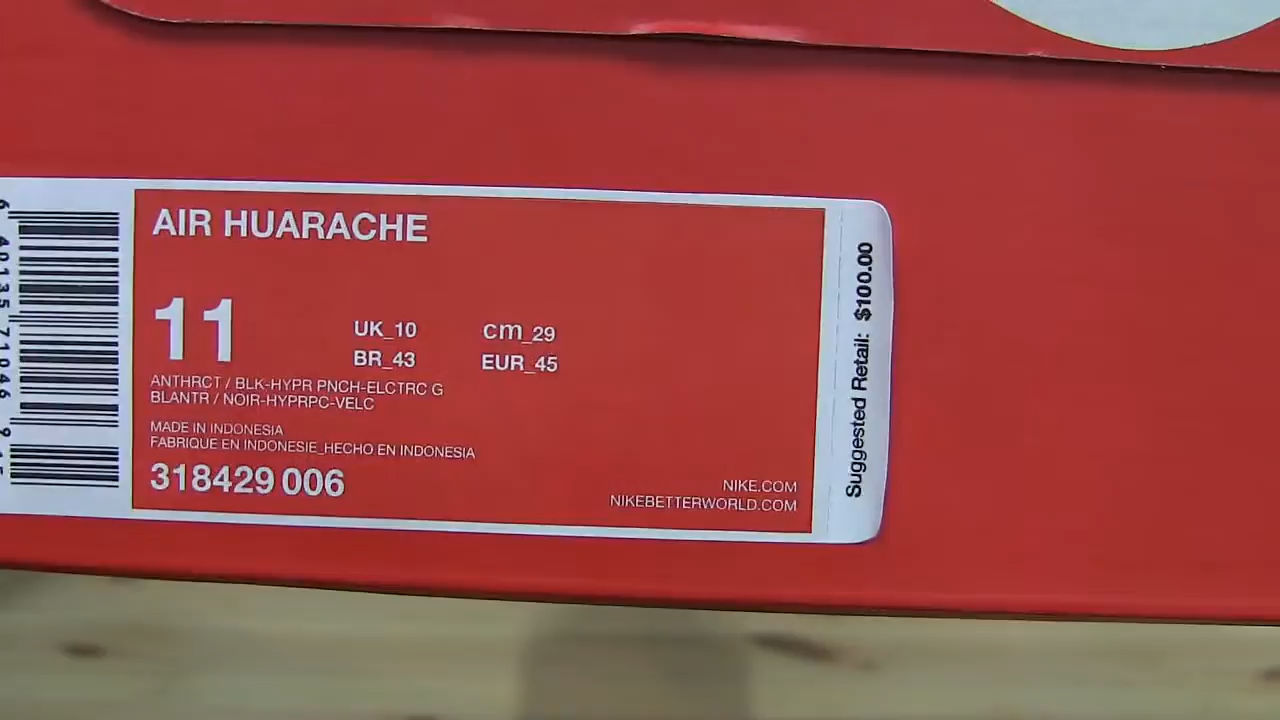 AIR HUARACHE
11
UK_10
cm_29
BR_43
EUR_45
ANTHRCT / BLK-HYPR PNCH-ELCTRC G
BLANTR / NOIR-HYPRPC-VELC
MADE IN INDONESIA
FABRIQUE EN INDONESIE_HECHO EN INDONESIA
318429 006
NIKE.COM
NIKEBETTERWORLD.COM
Suggested Retail: $100.00